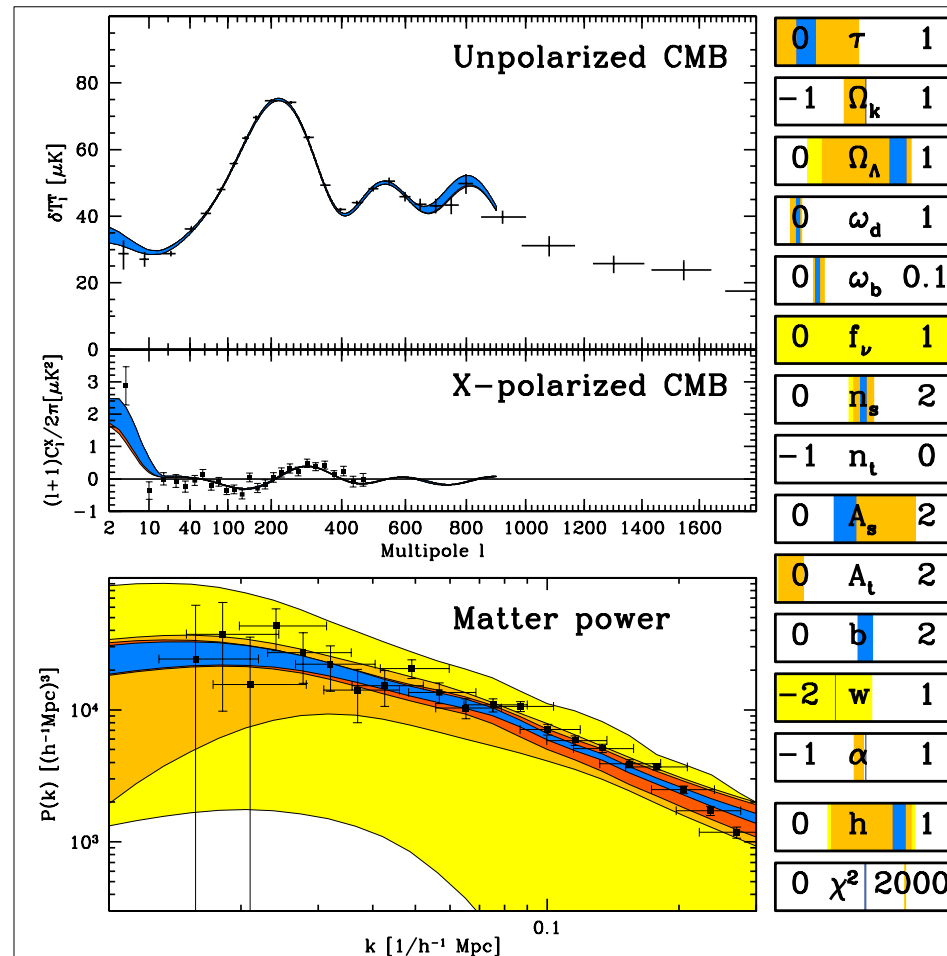 Unpolarized CMB
δT_l [μK]
80
60
40
20
0
X-polarized CMB
(l+1)C_l^x/2π[μK²]
3
2
1
0
-1
2 10 40 100 200 400 600 800 1000 1200 1400 1600
Multipole l
Matter power
P(k) [(h⁻¹Mpc)³]
10⁴
10³
0.1
k [1/h⁻¹ Mpc]
0 τ 1
-1 Ω_k 1
0 Ω_Λ 1
0 ω_d 1
0 ω_b 0.1
0 f_ν 1
0 n_s 2
-1 n_t 0
0 A_s 2
0 A_t 2
0 b 2
-2 w 1
-1 α 1
0 h 1
0 χ² 2000